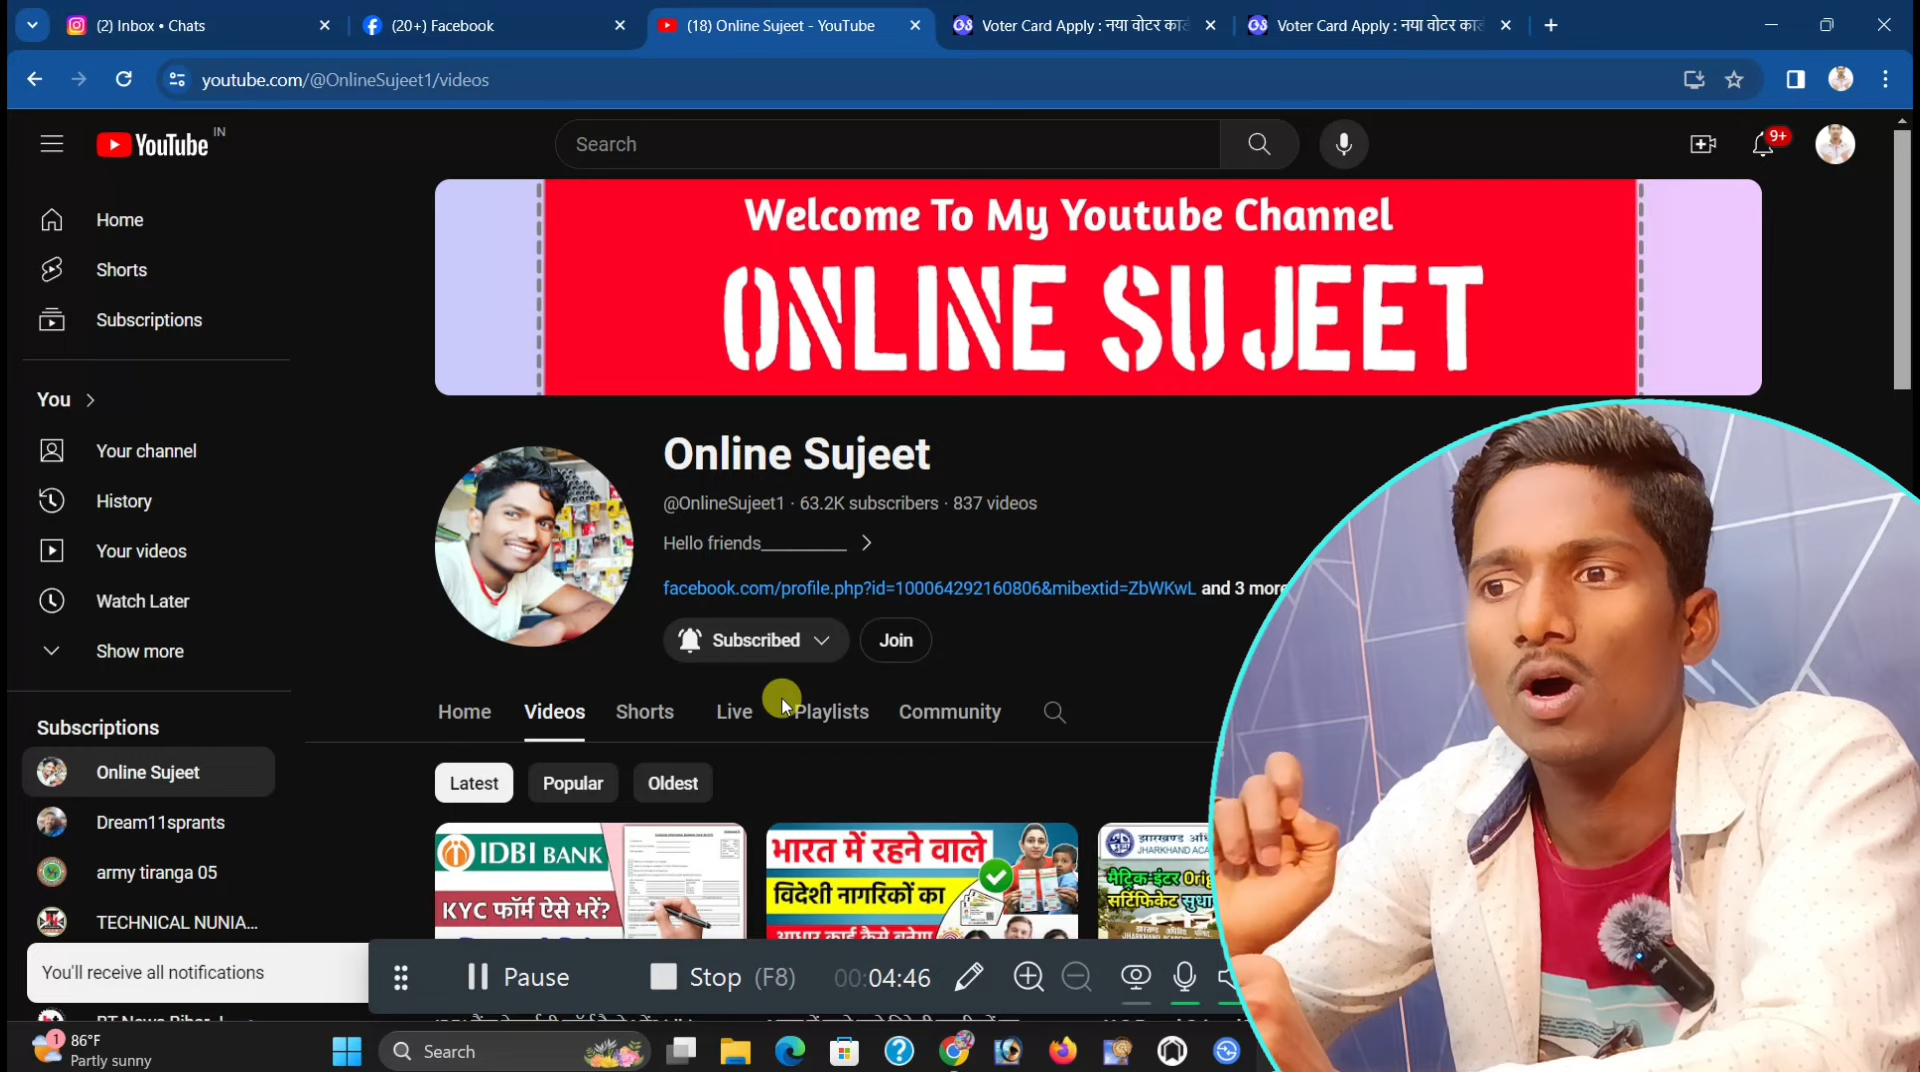 (2) Inbox • Chats
(20+) Facebook
(18) Online Sujeet - YouTube
Voter Card Apply : नया वोटर का
Voter Card Apply : नया वोटर का
youtube.com/@OnlineSujeet1/videos
YouTube IN
Search
9+
Home
Shorts
Subscriptions
You
Your channel
History
Your videos
Watch Later
Show more
Subscriptions
Online Sujeet
Dream11sprants
army tiranga 05
TECHNICAL NUNIA...
You'll receive all notifications
Welcome To My Youtube Channel
ONLINE SUJEET
Online Sujeet
@OnlineSujeet1 · 63.2K subscribers · 837 videos
Hello friends___________
facebook.com/profile.php?id=100064292160806&mibextid=ZbWKwL and 3 more
Subscribed
Join
Home Videos Shorts Live Playlists Community
Latest Popular Oldest
IDBI BANK
KYC फॉर्म ऐसे भरें?
भारत में रहने वाले
विदेशी नागरिकों का
आधार कार्ड कैसे बनेगा
मैट्रिक-इंटर
सर्टिफिकेट
Pause
Stop (F8)
00:04:46
1
86°F
Partly sunny
Search